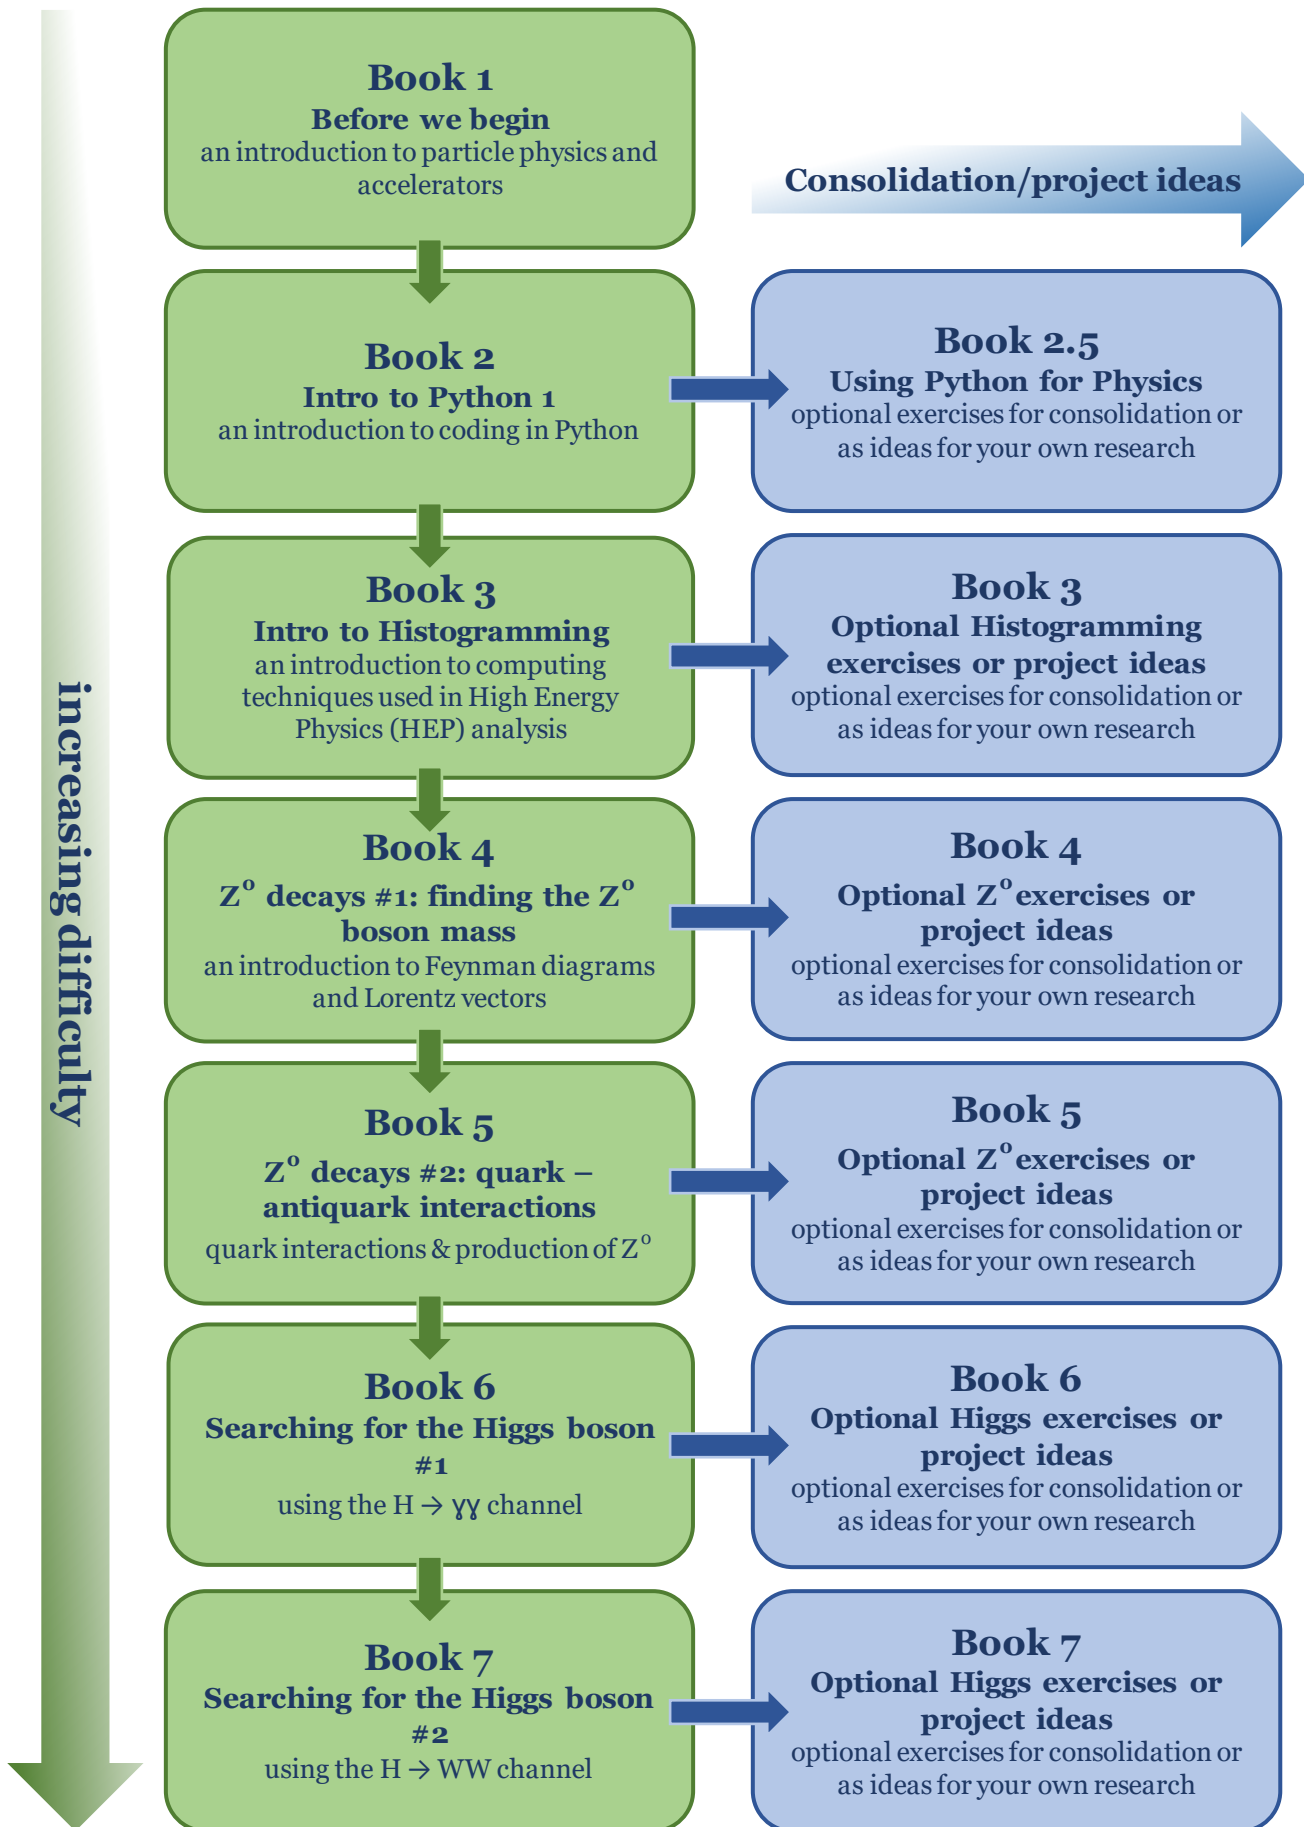 Book 1
Before we begin
an introduction to particle physics and
accelerators
Consolidation/project ideas
Book 2
Intro to Python 1
an introduction to coding in Python
Book 2.5
Using Python for Physics
optional exercises for consolidation or
as ideas for your own research
Book 3
Intro to Histogramming
an introduction to computing
techniques used in High Energy
Physics (HEP) analysis
Book 3
Optional Histogramming
exercises or project ideas
optional exercises for consolidation or
as ideas for your own research
increasing difficulty
Book 4
Z⁰ decays #1: finding the Z⁰
boson mass
an introduction to Feynman diagrams
and Lorentz vectors
Book 4
Optional Z⁰ exercises or
project ideas
optional exercises for consolidation or
as ideas for your own research
Book 5
Z⁰ decays #2: quark –
antiquark interactions
quark interactions & production of Z⁰
Book 5
Optional Z⁰ exercises or
project ideas
optional exercises for consolidation or
as ideas for your own research
Book 6
Searching for the Higgs boson
#1
using the H → γγ channel
Book 6
Optional Higgs exercises or
project ideas
optional exercises for consolidation or
as ideas for your own research
Book 7
Searching for the Higgs boson
#2
using the H → WW channel
Book 7
Optional Higgs exercises or
project ideas
optional exercises for consolidation or
as ideas for your own research